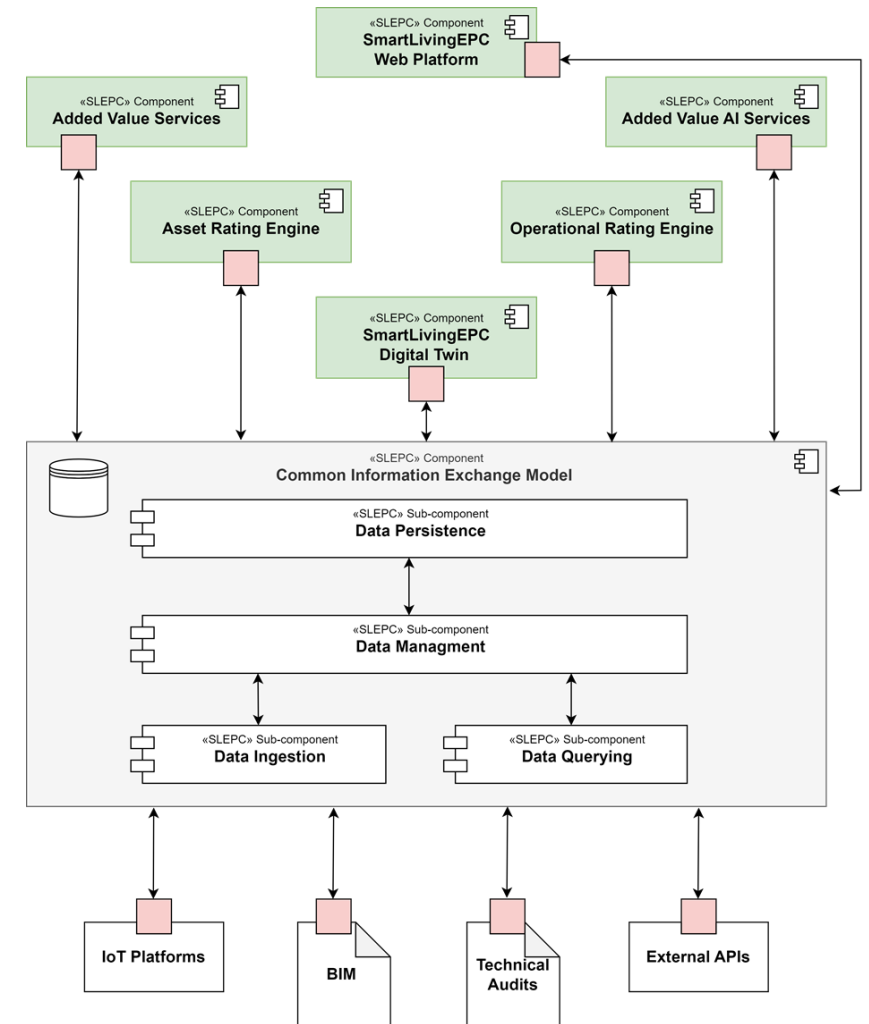 «SLEPC» Component
SmartLivingEPC
Web Platform
«SLEPC» Component
Added Value Services
«SLEPC» Component
Added Value AI Services
«SLEPC» Component
Asset Rating Engine
«SLEPC» Component
Operational Rating Engine
«SLEPC» Component
SmartLivingEPC
Digital Twin
«SLEPC» Component
Common Information Exchange Model
«SLEPC» Sub-component
Data Persistence
«SLEPC» Sub-component
Data Managment
«SLEPC» Sub-component
Data Ingestion
«SLEPC» Sub-component
Data Querying
IoT Platforms
BIM
Technical
Audits
External APIs